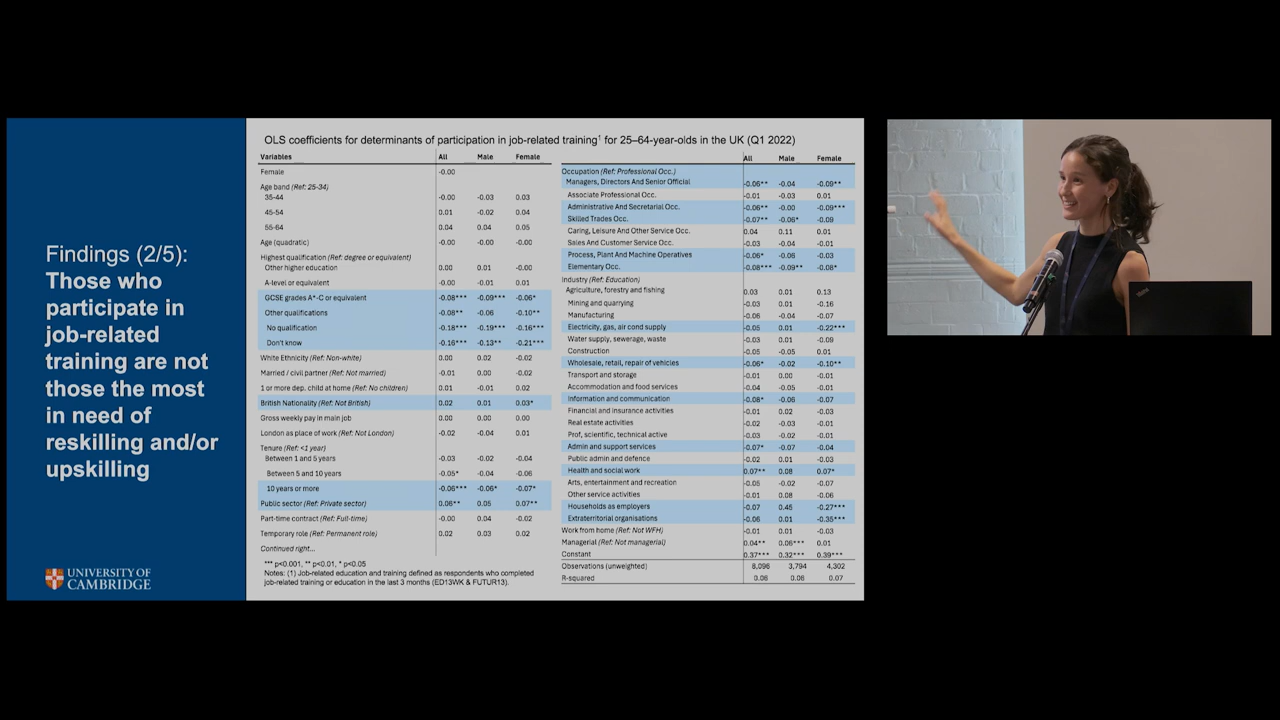 Findings (2/5):
Those who
participate in
job-related
training are not
those the most
in need of
reskilling and/or
upskilling
UNIVERSITY OF
CAMBRIDGE
OLS coefficients for determinants of participation in job-related training¹ for 25–64-year-olds in the UK (Q1 2022)
Variables All Male Female
Female -0.00
Age band (Ref: 25-34)
35-44 -0.00 -0.03 0.03
45-54 0.01 -0.02 0.04
55-64 0.04 0.04 0.05
Age (quadratic) -0.00 -0.00 -0.00
Highest qualification (Ref: degree or equivalent)
Other higher education 0.00 0.01 -0.00
A-level or equivalent -0.00 -0.01 0.01
GCSE grades A*-C or equivalent -0.08*** -0.09*** -0.06*
Other qualifications -0.08** -0.06 -0.10**
No qualification -0.18*** -0.19*** -0.16***
Don't know -0.16*** -0.13** -0.21***
White Ethnicity (Ref: Non-white) 0.00 0.02 -0.02
Married / civil partner (Ref: Not married) -0.01 0.00 -0.02
1 or more dep. child at home (Ref: No children) 0.01 -0.01 0.02
British Nationality (Ref: Not British) 0.02 0.01 0.03*
Gross weekly pay in main job 0.00 0.00 0.00
London as place of work (Ref: Not London) -0.02 -0.04 0.01
Tenure (Ref: <1 year)
Between 1 and 5 years -0.03 -0.02 -0.04
Between 5 and 10 years -0.05* -0.04 -0.06
10 years or more -0.06*** -0.06* -0.07*
Public sector (Ref: Private sector) 0.06** 0.05 0.07**
Part-time contract (Ref: Full-time) -0.00 0.04 -0.02
Temporary role (Ref: Permanent role) 0.02 0.03 0.02
Continued right...
*** p<0.001, ** p<0.01, * p<0.05
Notes: (1) Job-related education and training defined as respondents who completed
job-related training or education in the last 3 months (ED13WK & FUTUR13).
All Male Female
Occupation (Ref: Professional Occ.)
Managers, Directors And Senior Official -0.06** -0.04 -0.09**
Associate Professional Occ. -0.01 -0.03 0.01
Administrative And Secretarial Occ. -0.06** -0.00 -0.09***
Skilled Trades Occ. -0.07** -0.06* -0.09
Caring, Leisure And Other Service Occ. 0.04 0.11 0.01
Sales And Customer Service Occ. -0.03 -0.04 -0.01
Process, Plant And Machine Operatives -0.06* -0.06 -0.03
Elementary Occ. -0.08*** -0.09** -0.08*
Industry (Ref: Education)
Agriculture, forestry and fishing 0.03 0.01 0.13
Mining and quarrying -0.03 0.01 -0.16
Manufacturing -0.06 -0.04 -0.07
Electricity, gas, air cond supply -0.05 0.01 -0.22***
Water supply, sewerage, waste -0.03 0.01 -0.09
Construction -0.05 -0.05 0.01
Wholesale, retail, repair of vehicles -0.06* -0.02 -0.10**
Transport and storage -0.01 0.00 -0.01
Accommodation and food services -0.04 -0.05 -0.01
Information and communication -0.08* -0.06 -0.07
Financial and insurance activities -0.01 0.02 -0.03
Real estate activities -0.02 -0.03 -0.01
Prof, scientific, technical active -0.03 -0.02 -0.01
Admin and support services -0.07* -0.07 -0.04
Public admin and defence -0.02 0.01 -0.03
Health and social work 0.07** 0.08 0.07*
Arts, entertainment and recreation -0.05 -0.02 -0.07
Other service activities -0.01 0.08 -0.06
Households as employers -0.07 0.45 -0.27***
Extraterritorial organisations -0.06 0.01 -0.35***
Work from home (Ref: Not WFH) -0.01 0.01 -0.03
Managerial (Ref: Not managerial) 0.04** 0.06*** 0.01
Constant 0.37*** 0.32*** 0.39***
Observations (unweighted) 8,096 3,794 4,302
R-squared 0.06 0.06 0.07